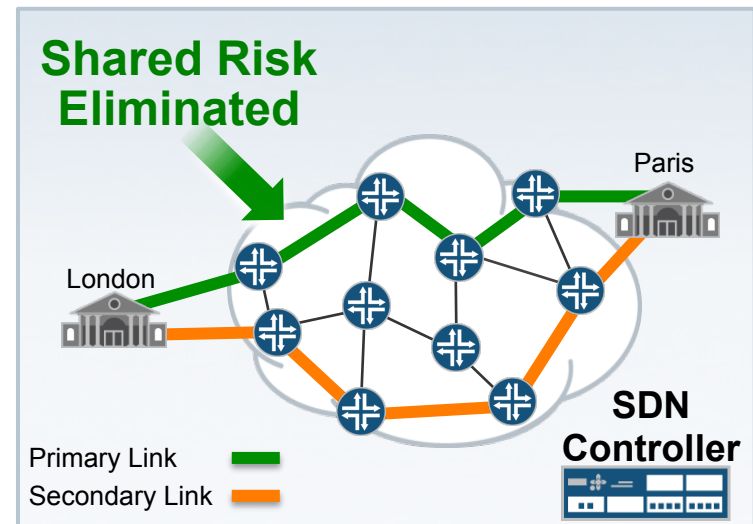 Shared Risk
Eliminated
Paris
London
SDN
Controller
Primary Link
Secondary Link